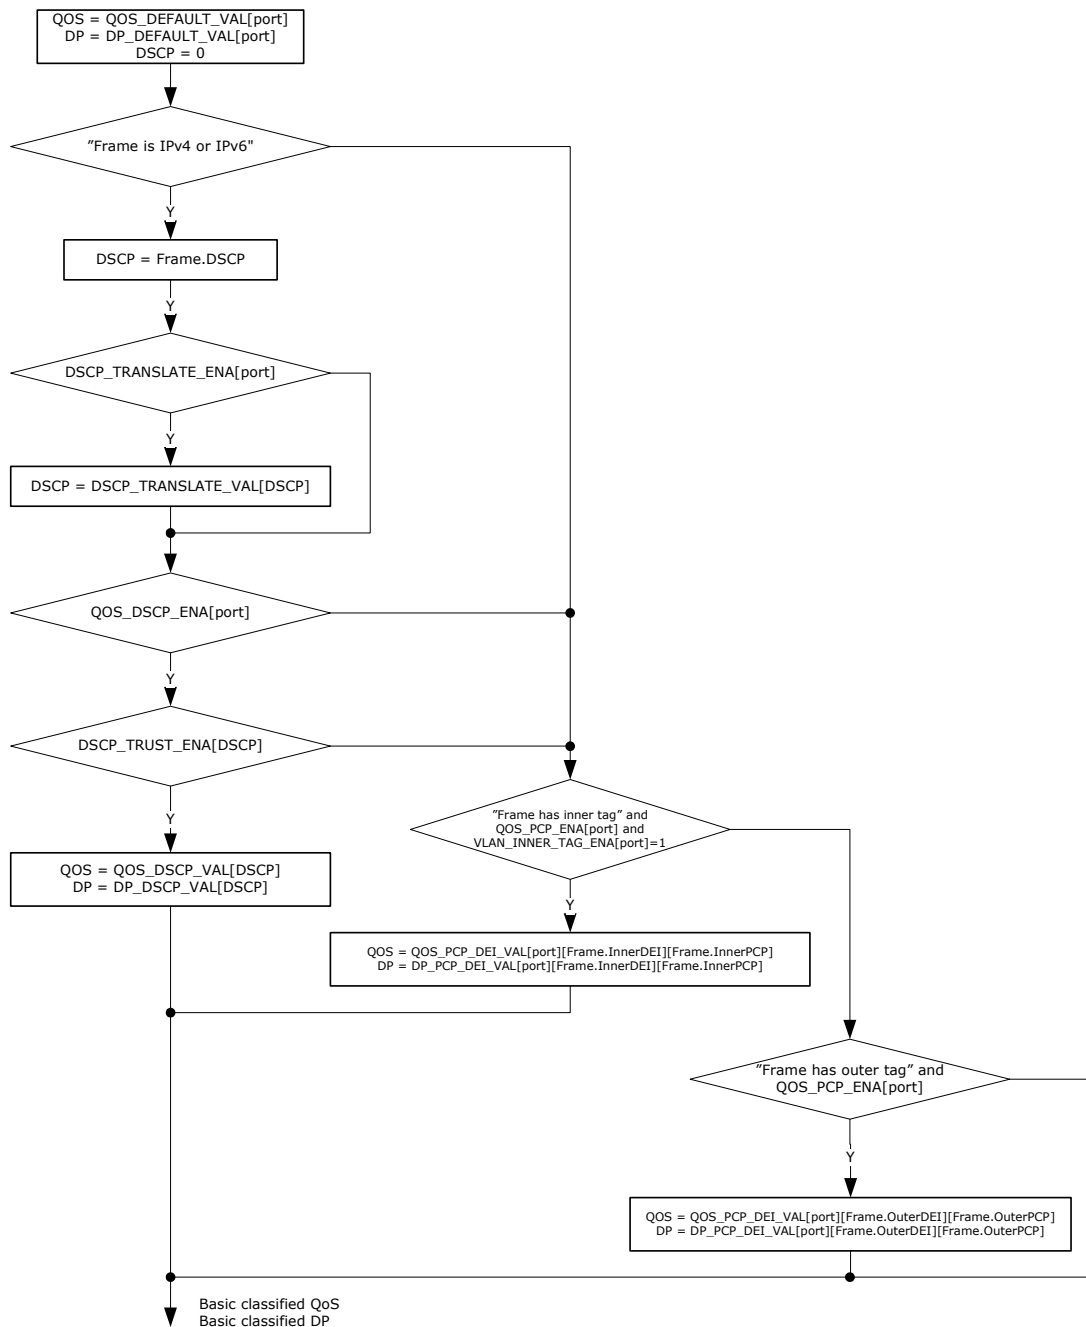 QOS = QOS_DEFAULT_VAL[port]
DP = DP_DEFAULT_VAL[port]
DSCP = 0
”Frame is IPv4 or IPv6"
Y
DSCP = Frame.DSCP
Y
DSCP_TRANSLATE_ENA[port]
Y
DSCP = DSCP_TRANSLATE_VAL[DSCP]
QOS_DSCP_ENA[port]
Y
DSCP_TRUST_ENA[DSCP]
Y
QOS = QOS_DSCP_VAL[DSCP]
DP = DP_DSCP_VAL[DSCP]
”Frame has inner tag” and
QOS_PCP_ENA[port] and
VLAN_INNER_TAG_ENA[port]=1
Y
QOS = QOS_PCP_DEI_VAL[port][Frame.InnerDEI][Frame.InnerPCP]
DP = DP_PCP_DEI_VAL[port][Frame.InnerDEI][Frame.InnerPCP]
”Frame has outer tag” and
QOS_PCP_ENA[port]
Y
QOS = QOS_PCP_DEI_VAL[port][Frame.OuterDEI][Frame.OuterPCP]
DP = DP_PCP_DEI_VAL[port][Frame.OuterDEI][Frame.OuterPCP]
Basic classified QoS
Basic classified DP